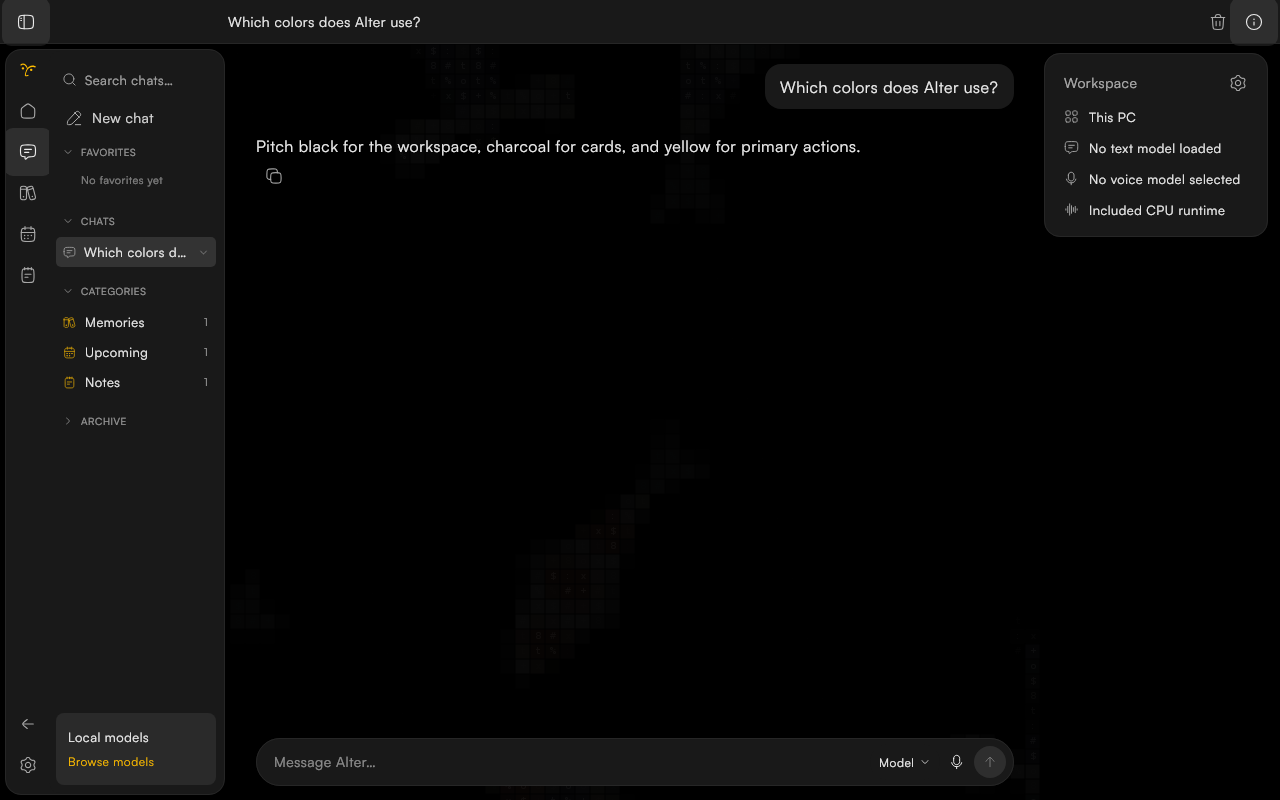 Which colors does Alter use?
Search chats...
New chat
FAVORITES
No favorites yet
CHATS
Which colors d...
CATEGORIES
Memories 1
Upcoming 1
Notes 1
ARCHIVE
Local models
Browse models
Which colors does Alter use?
Pitch black for the workspace, charcoal for cards, and yellow for primary actions.
Message Alter...
Model
Workspace
This PC
No text model loaded
No voice model selected
Included CPU runtime